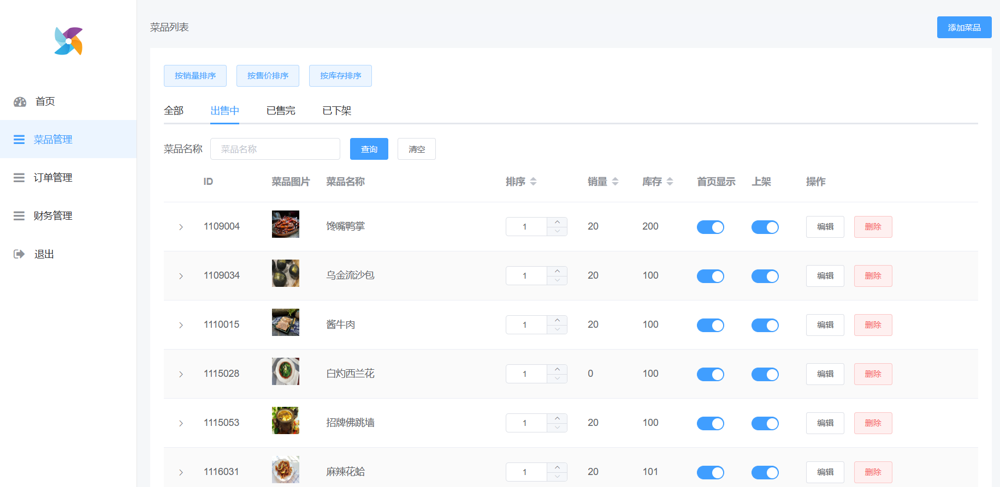 菜品列表
添加菜品
首页
菜品管理
订单管理
财务管理
退出
按销量排序 按售价排序 按库存排序
全部 出售中 已售完 已下架
菜品名称 菜品名称 查询 清空
ID 菜品图片 菜品名称 排序 销量 库存 首页显示 上架 操作
1109004 馋嘴鸭掌 1 20 200 编辑 删除
1109034 乌金流沙包 1 20 100 编辑 删除
1110015 酱牛肉 1 20 100 编辑 删除
1115028 白灼西兰花 1 0 100 编辑 删除
1115053 招牌佛跳墙 1 20 100 编辑 删除
1116031 麻辣花蛤 1 20 101 编辑 删除